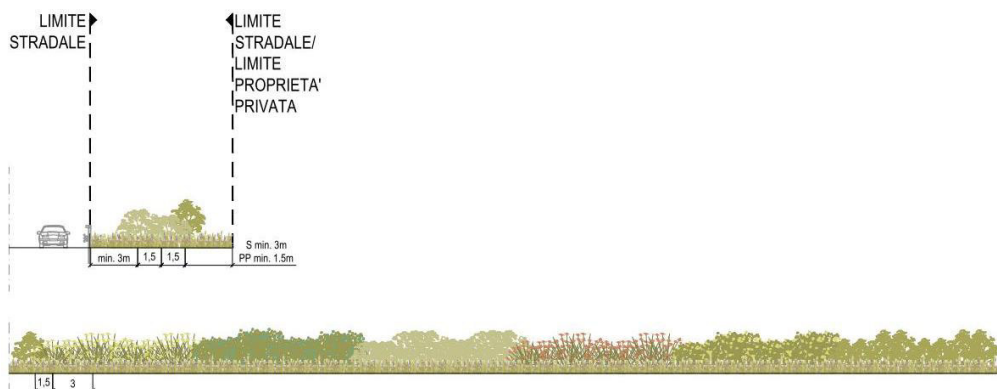 LIMITE
STRADALE
LIMITE
STRADALE/
LIMITE
PROPRIETA'
PRIVATA
min. 3m
1,5
1,5
S min. 3m
PP min. 1.5m
1,5
3